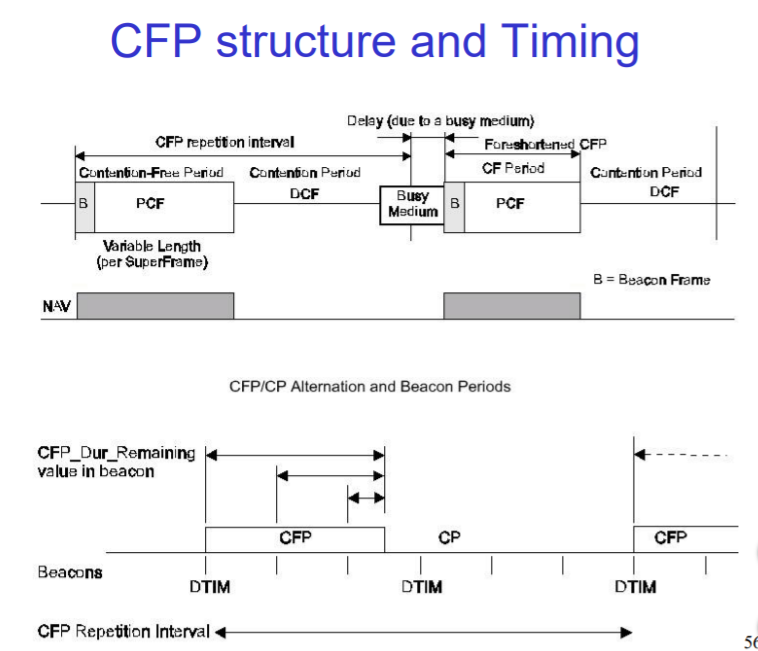 CFP structure and Timing
Delay (due to a busy medium)
CFP repetition interval
Foreshortened CFP
Contention-Free Period
Contention Period
CF Period
Contention Period
B
PCF
DCF
Busy
Medium
B
PCF
DCF
Variable Length
(per SuperFrame)
B = Beacon Frame
NAV
CFP/CP Alternation and Beacon Periods
CFP_Dur_Remaining
value in beacon
CFP
CP
CFP
Beacons
DTIM
DTIM
DTIM
CFP Repetition Interval
56